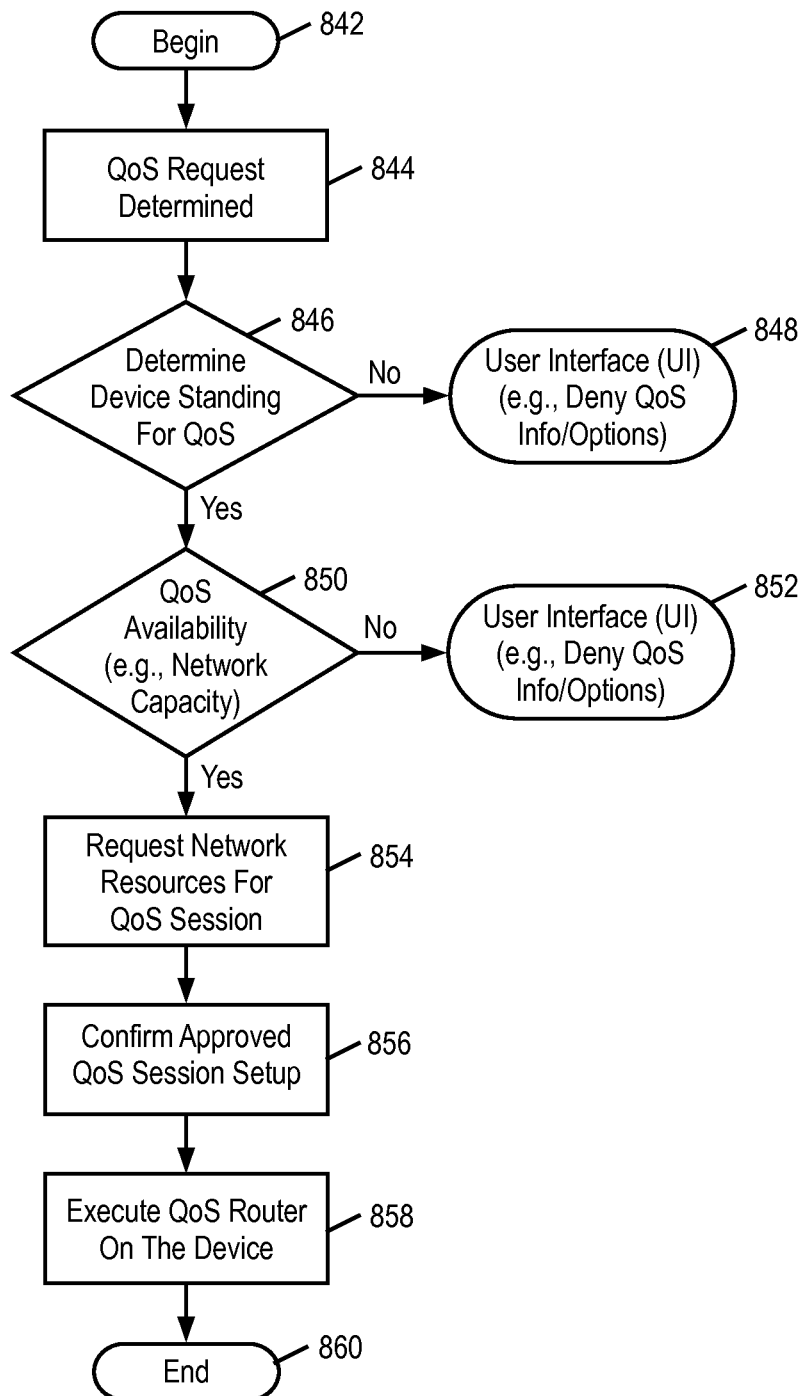 Begin
842
QoS Request
Determined
844
846
Determine
Device Standing
For QoS
No
User Interface (UI)
(e.g., Deny QoS
Info/Options)
848
Yes
850
QoS
Availability
(e.g., Network
Capacity)
No
User Interface (UI)
(e.g., Deny QoS
Info/Options)
852
Yes
Request Network
Resources For
QoS Session
854
Confirm Approved
QoS Session Setup
856
Execute QoS Router
On The Device
858
End
860